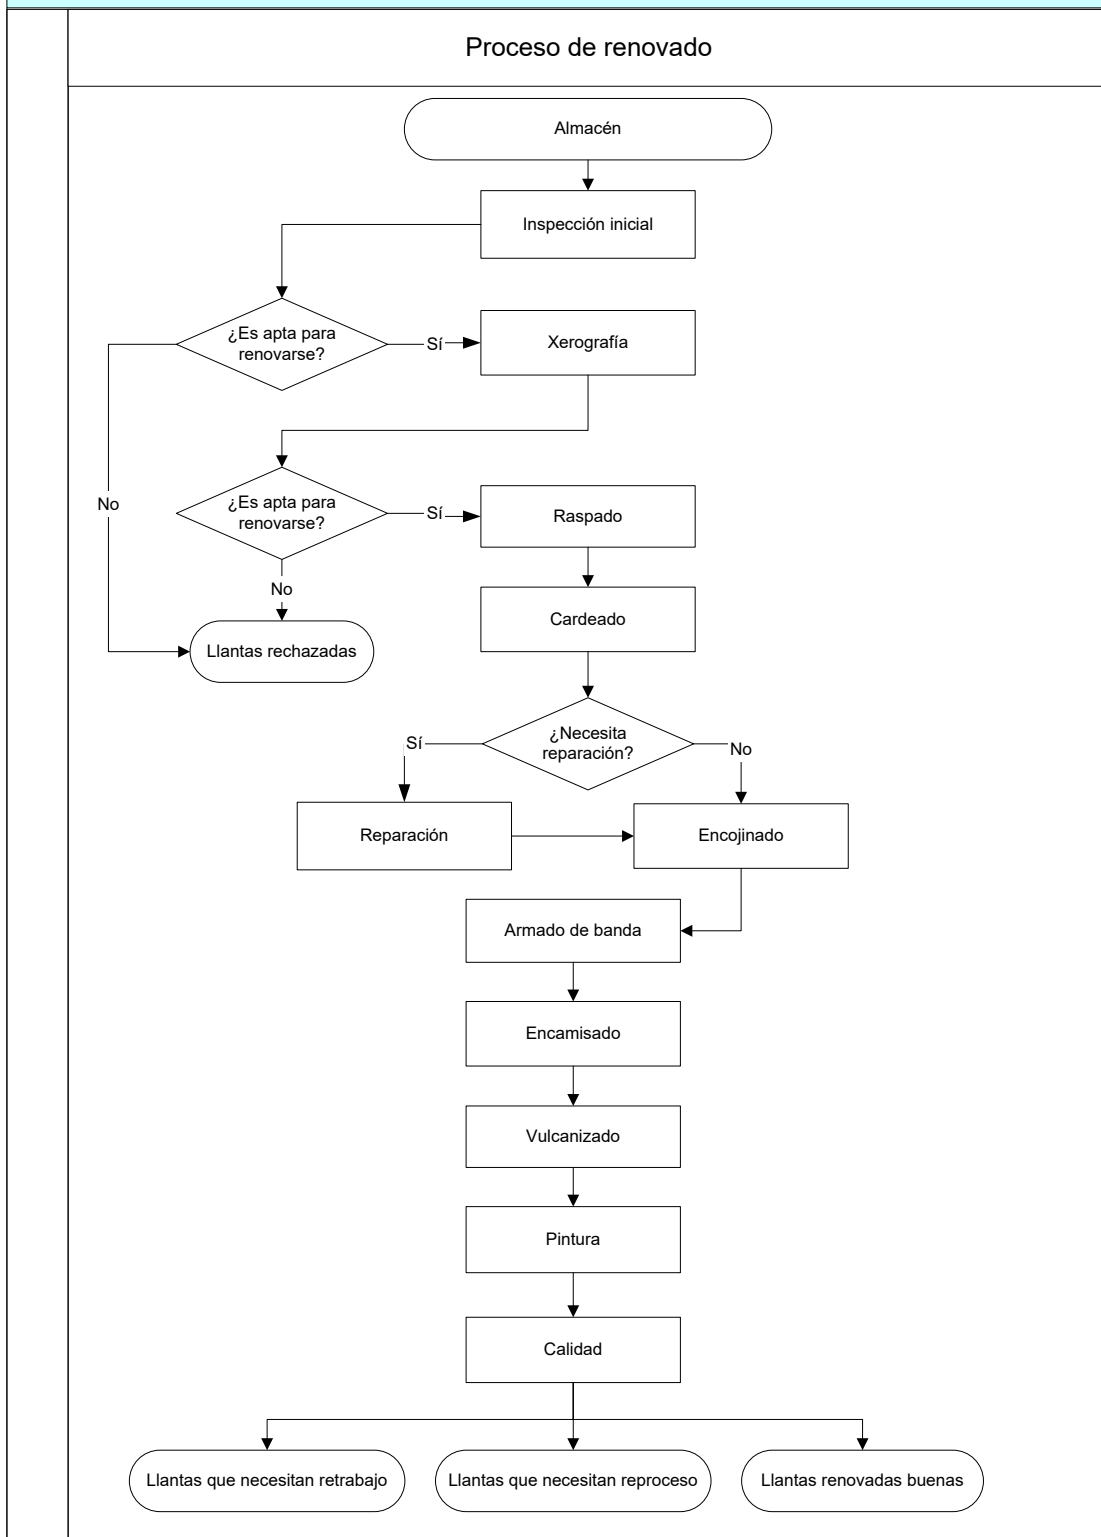 Proceso de renovado
Almacén
Inspección inicial
¿Es apta para
renovarse?
Sí
Xerografía
No
¿Es apta para
renovarse?
Sí
Raspado
No
Cardeado
Llantas rechazadas
¿Necesita
reparación?
Sí
No
Reparación
Encojinado
Armado de banda
Encamisado
Vulcanizado
Pintura
Calidad
Llantas que necesitan retrabajo
Llantas que necesitan reproceso
Llantas renovadas buenas